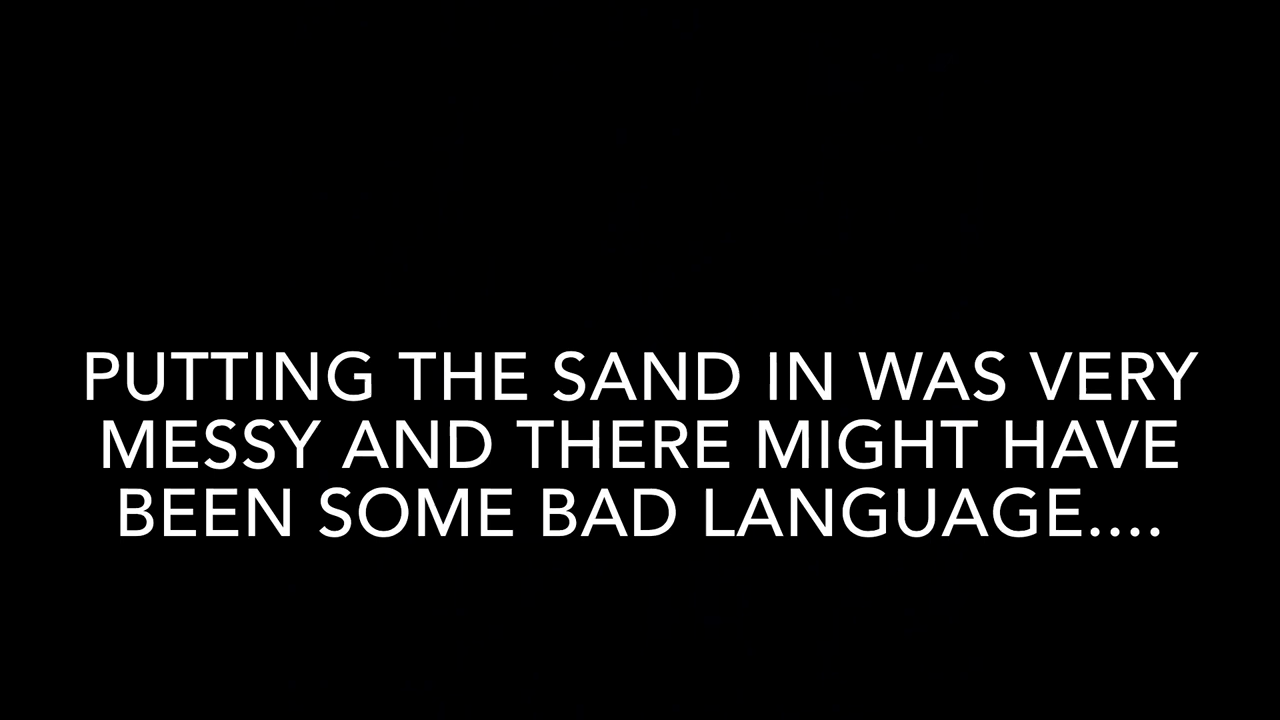 PUTTING THE SAND IN WAS VERY
MESSY AND THERE MIGHT HAVE
BEEN SOME BAD LANGUAGE....